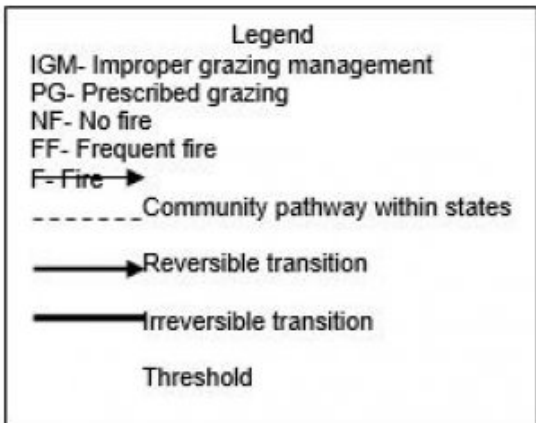 Legend
IGM- Improper grazing management
PG- Prescribed grazing
NF- No fire
FF- Frequent fire
F- Fire
Community pathway within states
Reversible transition
Irreversible transition
Threshold